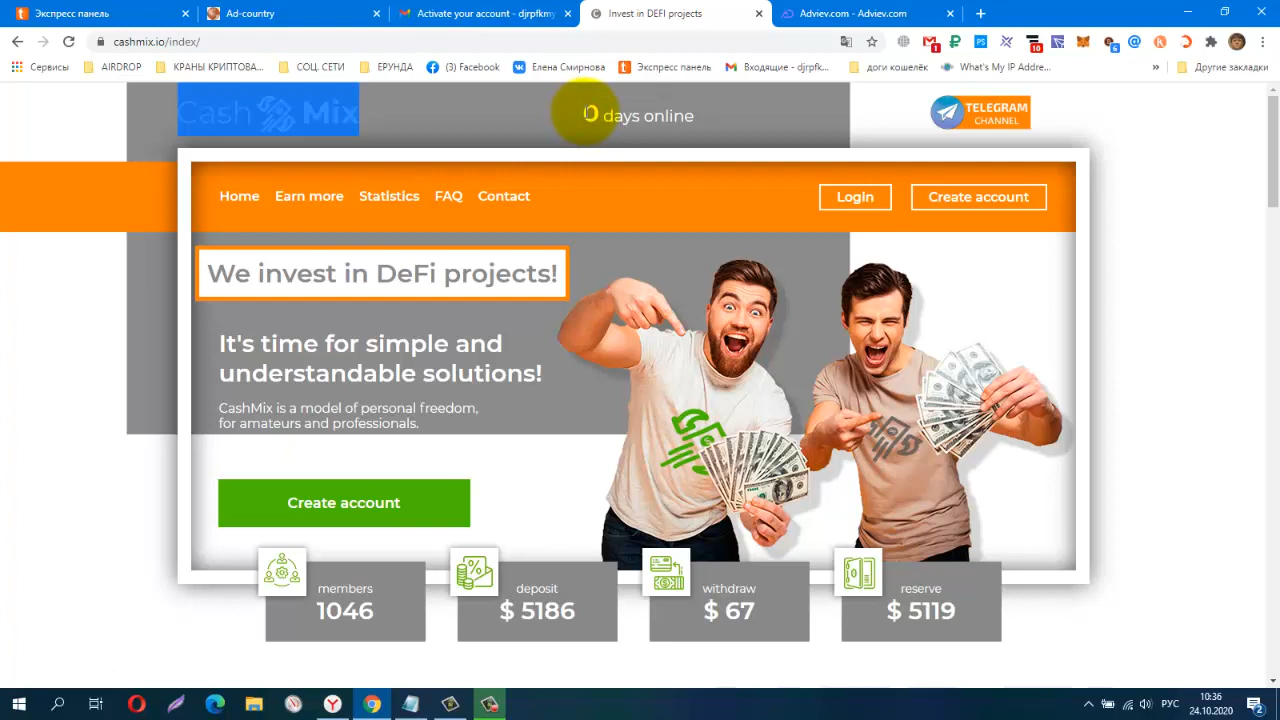 Экспресс панель
Ad-country
Activate your account - djrpfkmy
Invest in DEFI projects
Adviev.com - Adviev.com
cashmix.io/index/
Сервисы
AIRDROP
КРАНЫ КРИПТОВА...
СОЦ. СЕТИ
ЕРУНДА
(3) Facebook
Елена Смирнова
Экспресс панель
Входящие - djrpfk...
доги кошелёк
What's My IP Addre...
»
Другие закладки
Cash Mix
0 days online
TELEGRAM
CHANNEL
Home
Earn more
Statistics
FAQ
Contact
Login
Create account
We invest in DeFi projects!
It's time for simple and
understandable solutions!
CashMix is a model of personal freedom,
for amateurs and professionals.
Create account
members
1046
deposit
$ 5186
withdraw
$ 67
reserve
$ 5119
РУС
10:36
24.10.2020
2